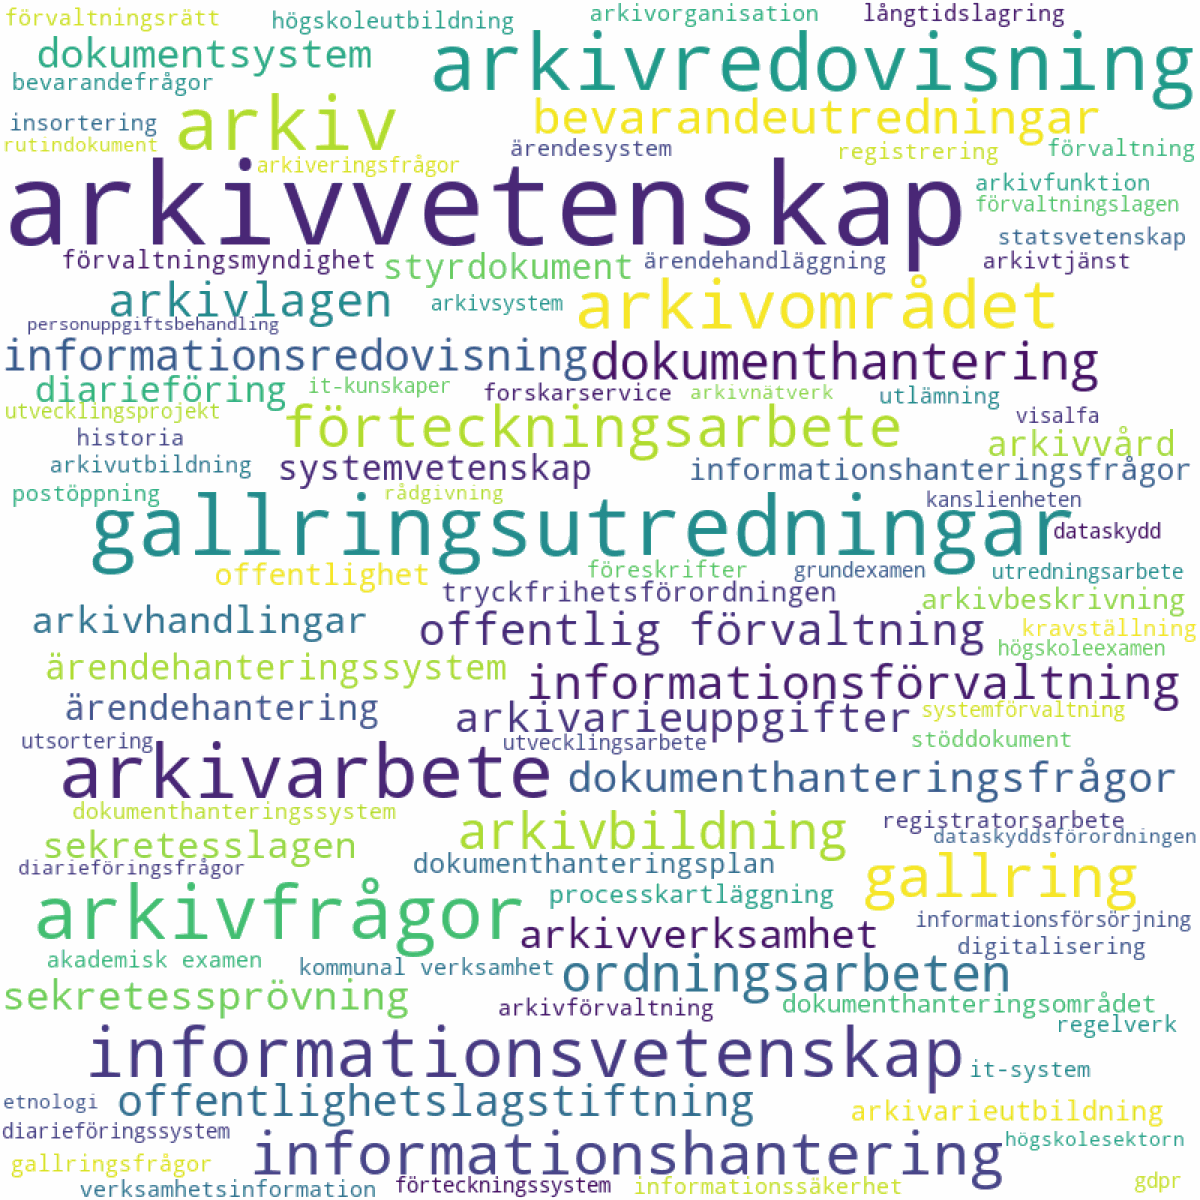 förvaltningsrätt
högskoleutbildning
arkivorganisation
långtidslagring
dokumentsystem
arkivredovisning
bevarandefrågor
arkiv
bevarandeutredningar
insortering
rutindokument
arkiveringsfrågor
ärendesystem
registrering
förvaltning
arkivvetenskap
arkivfunktion
förvaltningslagen
statsvetenskap
förvaltningsmyndighet
styrdokument
ärendehandläggning
arkivtjänst
arkivlagen
arkivsystem
arkivområdet
personuppgiftsbehandling
informationsredovisning
dokumenthantering
diarieföring
it-kunskaper
forskarservice
arkivnätverk
utlämning
utvecklingsprojekt
förteckningsarbete
visalfa
historia
arkivvård
arkivutbildning
systemvetenskap
informationshanteringsfrågor
postöppning
rådgivning
kanslienheten
gallringsutredningar
dataskydd
offentlighet
föreskrifter
grundexamen
utredningsarbete
tryckfrihetsförordningen
arkivbeskrivning
arkivhandlingar
offentlig förvaltning
kravställning
högskoleexamen
ärendehanteringssystem
informationsförvaltning
ärendehantering
arkivarieuppgifter
systemförvaltning
utsortering
utvecklingsarbete
stöddokument
arkivarbete
dokumenthanteringsfrågor
dokumenthanteringssystem
arkivbildning
registratorsarbete
dataskyddsförordningen
sekretesslagen
diarieföringsfrågor
dokumenthanteringsplan
gallring
processkartläggning
arkivfrågor
arkivverksamhet
informationsförsörjning
digitalisering
akademisk examen
kommunal verksamhet
ordningsarbeten
sekretessprövning
arkivförvaltning
dokumenthanteringsområdet
regelverk
informationsvetenskap
it-system
etnologi
offentlighetslagstiftning
arkivarieutbildning
diarieföringssystem
informationshantering
högskolesektorn
gallringsfrågor
verksamhetsinformation
förteckningssystem
informationssäkerhet
gdpr